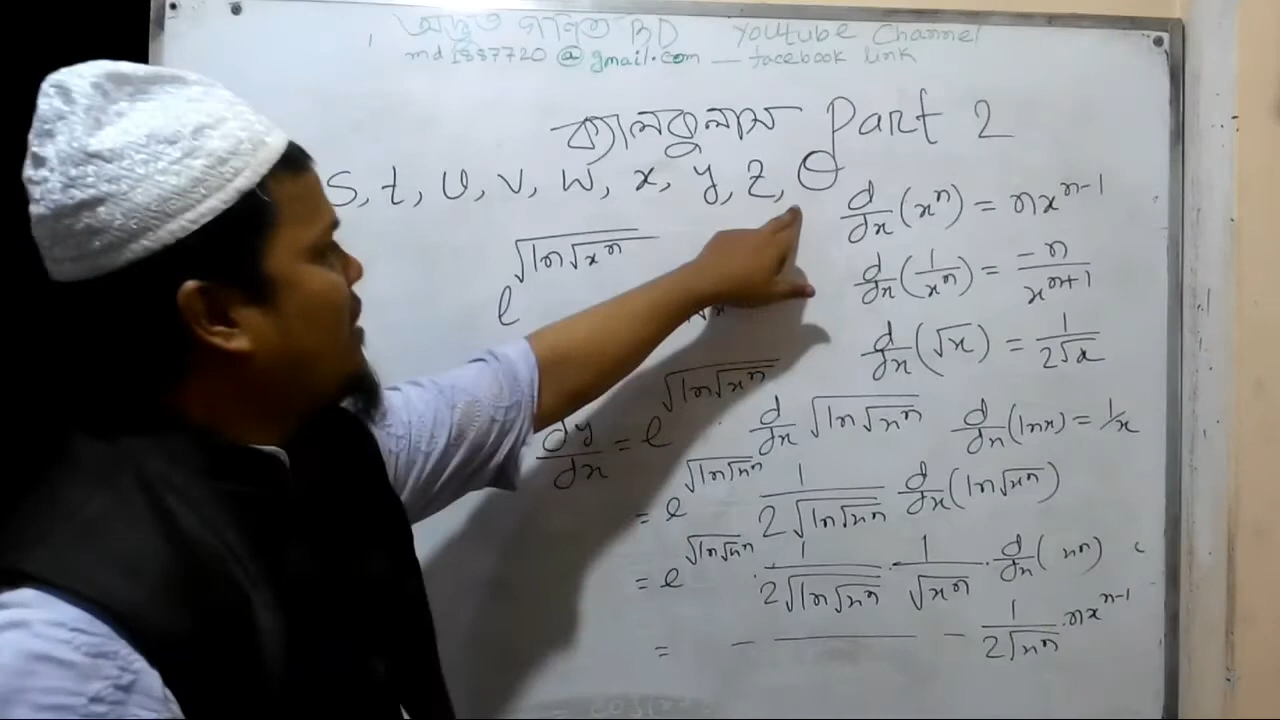 অদ্ভুত গণিত BD Youtube Channel
md1887720@gmail.com — facebook link
ক্যালকুলাস Part 2
s, t, u, v, w, x, y, z, θ
d/dx (xⁿ) = nxⁿ⁻¹
e^√(ln√(xⁿ))
d/dx (1/xⁿ) = -n/xⁿ⁺¹
d/dx (√x) = 1/(2√x)
dy/dx = e^√(ln√(xⁿ)) · d/dx √(ln√(xⁿ))
d/dx (lnx) = 1/x
= e^√(ln√(xⁿ)) 1/(2√(ln√(xⁿ))) d/dx (ln√(xⁿ))
= e^√(ln√(xⁿ)) · 1/(2√(ln√(xⁿ))) · 1/√(xⁿ) · d/dx ( xⁿ)
= – — – 1/(2√(xⁿ)) · nxⁿ⁻¹